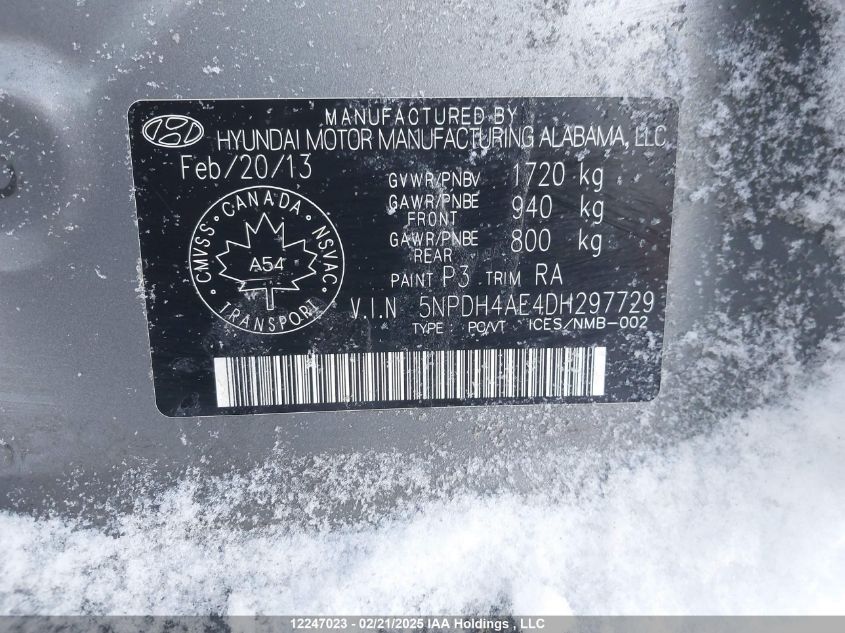 MANUFACTURED BY
HYUNDAI MOTOR MANUFACTURING ALABAMA, LLC
Feb/20/13
GVWR/PNBV 1720 kg
GAWR/PNBE FRONT 940 kg
GAWR/PNBE REAR 800 kg
PAINT P3 TRIM RA
V.I.N 5NPDH4AE4DH297729
TYPE: PC/VT ICES/NMB-002
CANADA
CMVSS NSVAC
A54
TRANSPORT
12247023 - 02/21/2025 IAA Holdings , LLC